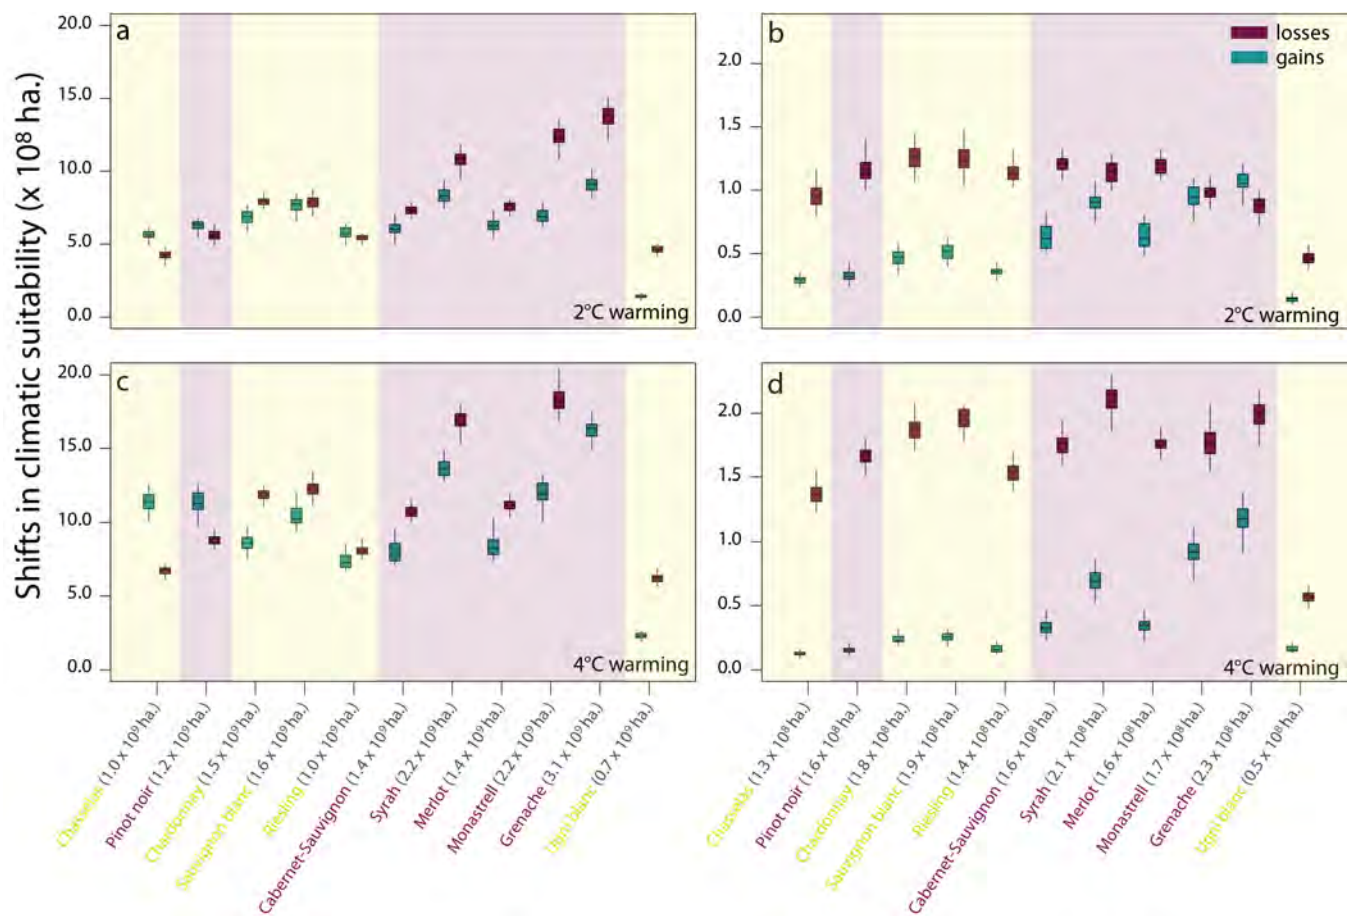 Shifts in climatic suitability (x 10⁸ ha.)
a
20.0
15.0
10.0
5.0
0.0
2°C warming
b
losses
gains
2.0
1.5
1.0
0.5
0.0
2°C warming
c
20.0
15.0
10.0
5.0
0.0
4°C warming
d
2.0
1.5
1.0
0.5
0.0
4°C warming
Chasselas (1.0 x 10⁹ ha.)
Pinot noir (1.2 x 10⁹ ha.)
Chardonnay (1.5 x 10⁹ ha.)
Sauvignon blanc (1.6 x 10⁹ ha.)
Riesling (1.0 x 10⁹ ha.)
Cabernet-Sauvignon (1.4 x 10⁹ ha.)
Syrah (2.2 x 10⁹ ha.)
Merlot (1.4 x 10⁹ ha.)
Monastrell (2.2 x 10⁹ ha.)
Grenache (3.1 x 10⁹ ha.)
Ugni blanc (0.7 x 10⁹ ha.)
Chasselas (1.3 x 10⁸ ha.)
Pinot noir (1.6 x 10⁸ ha.)
Chardonnay (1.8 x 10⁸ ha.)
Sauvignon blanc (1.9 x 10⁸ ha.)
Riesling (1.4 x 10⁸ ha.)
Cabernet-Sauvignon (1.6 x 10⁸ ha.)
Syrah (2.1 x 10⁸ ha.)
Merlot (1.6 x 10⁸ ha.)
Monastrell (1.7 x 10⁸ ha.)
Grenache (2.3 x 10⁸ ha.)
Ugni blanc (0.5 x 10⁸ ha.)